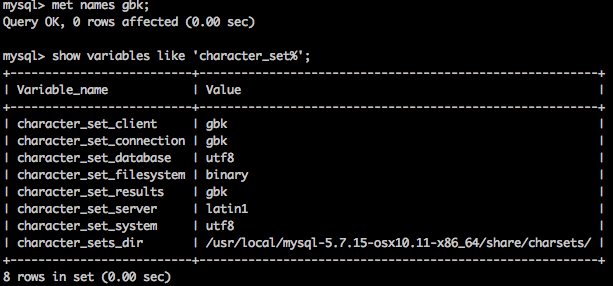 mysql> met names gbk;
Query OK, 0 rows affected (0.00 sec)
mysql> show variables like 'character_set%';
+--------------------------+------------------------------------------------------+
| Variable_name | Value |
+--------------------------+------------------------------------------------------+
| character_set_client | gbk |
| character_set_connection | gbk |
| character_set_database | utf8 |
| character_set_filesystem | binary |
| character_set_results | gbk |
| character_set_server | latin1 |
| character_set_system | utf8 |
| character_sets_dir | /usr/local/mysql-5.7.15-osx10.11-x86_64/share/charsets/ |
+--------------------------+------------------------------------------------------+
8 rows in set (0.00 sec)